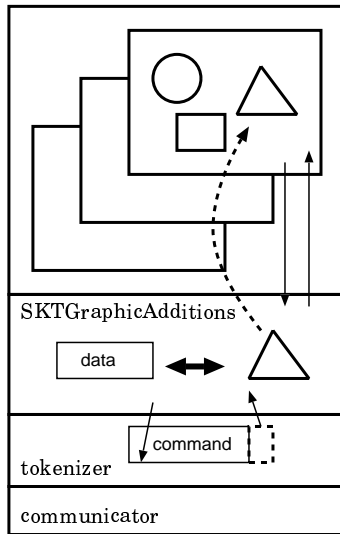 SKTGraphicAdditions
data
command
tokenizer
communicator